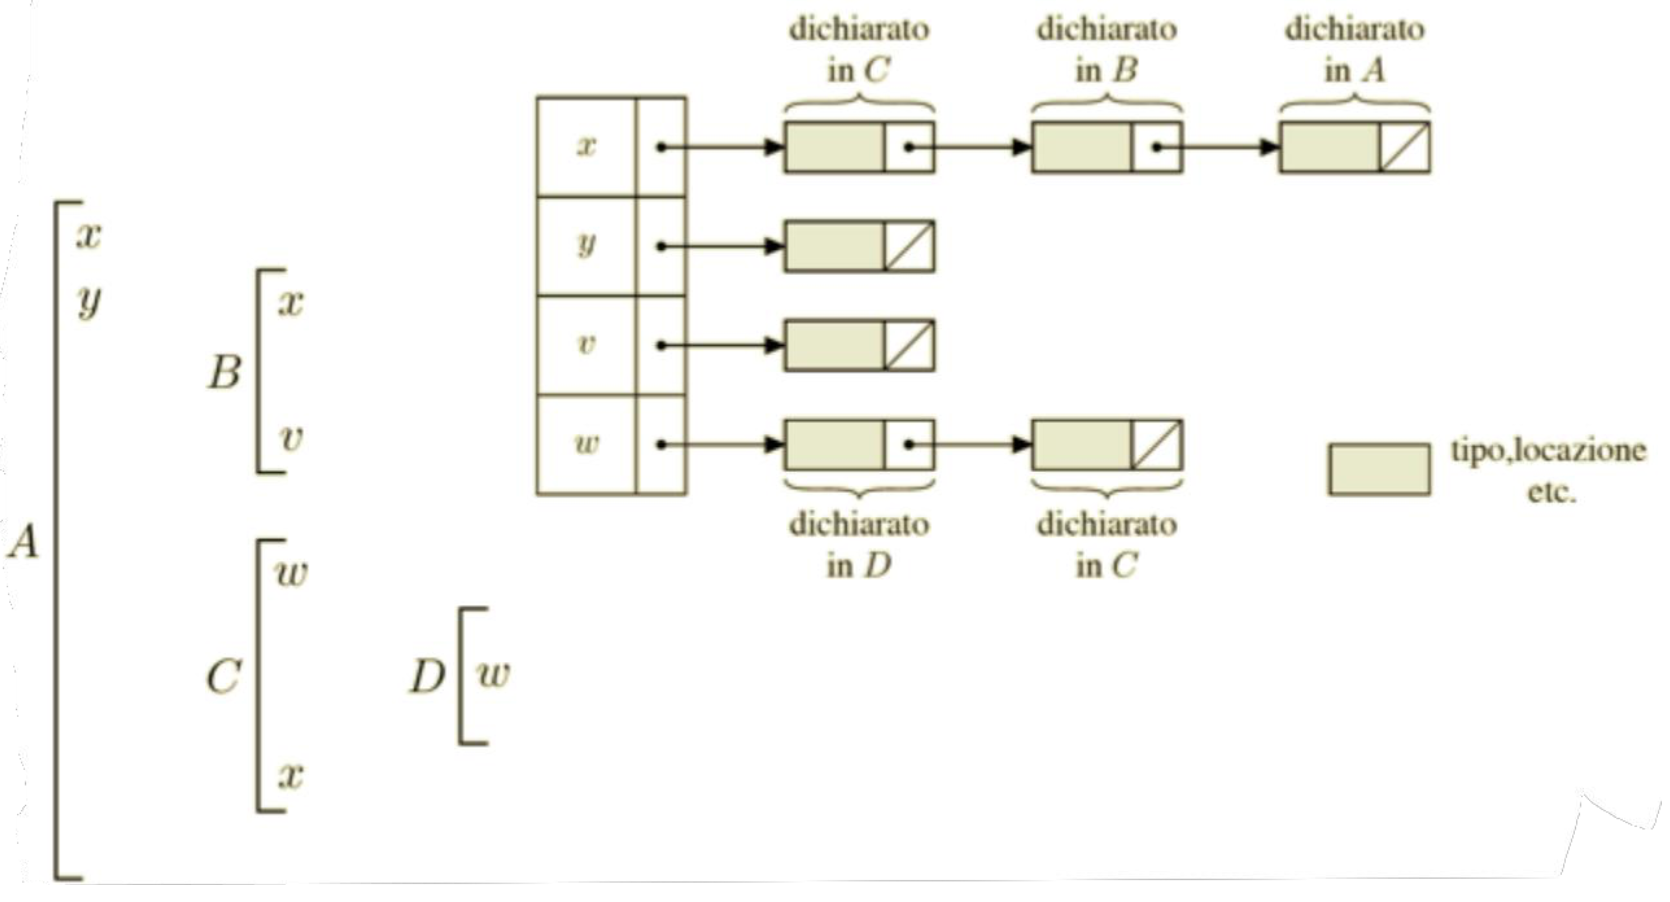 dichiarato
in C
dichiarato
in B
dichiarato
in A
x
y
v
w
dichiarato
in D
dichiarato
in C
tipo,locazione
etc.
A
x
y
B
x
v
C
w
x
D
w